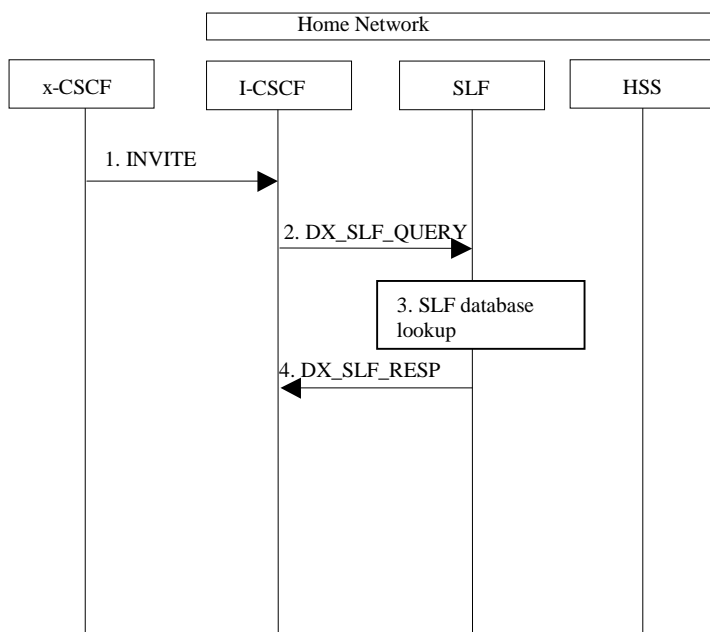 Home Network
x-CSCF
I-CSCF
SLF
HSS
1. INVITE
2. DX_SLF_QUERY
3. SLF database
lookup
4. DX_SLF_RESP